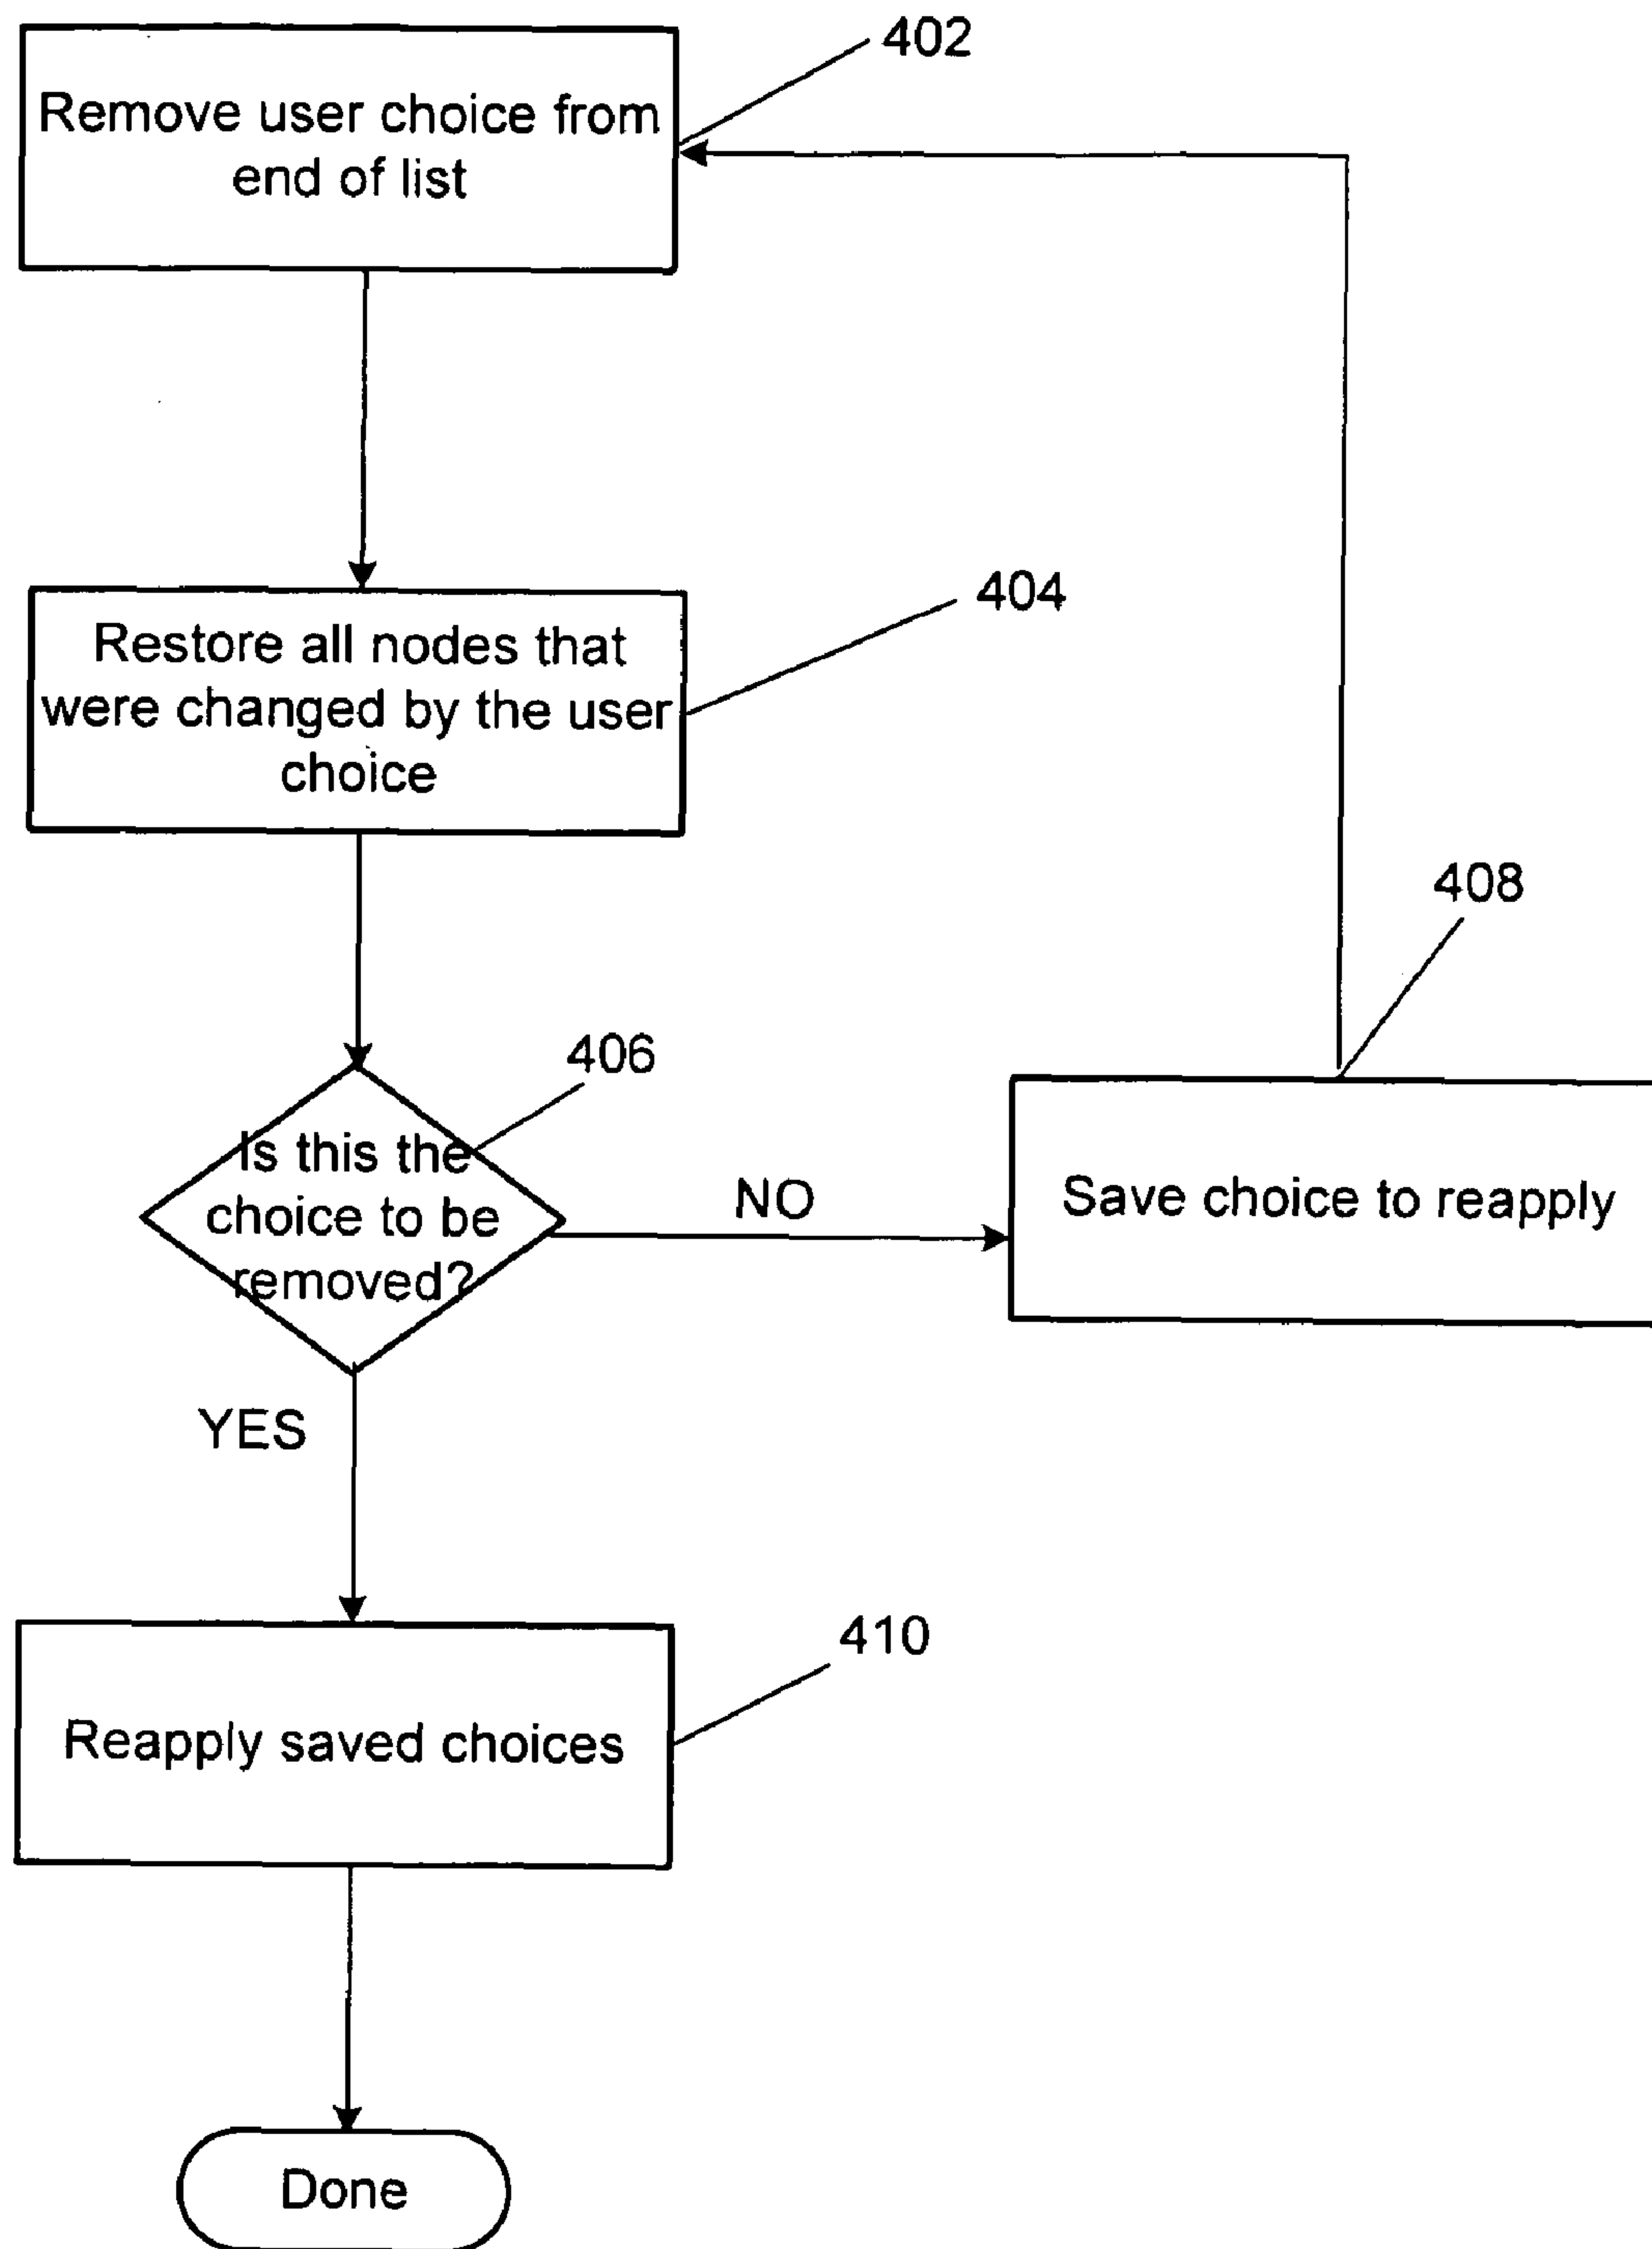 402
Remove user choice from
end of list
404
Restore all nodes that
were changed by the user
choice
408
406
Is this the
choice to be
removed?
NO
Save choice to reapply
YES
410
Reapply saved choices
Done